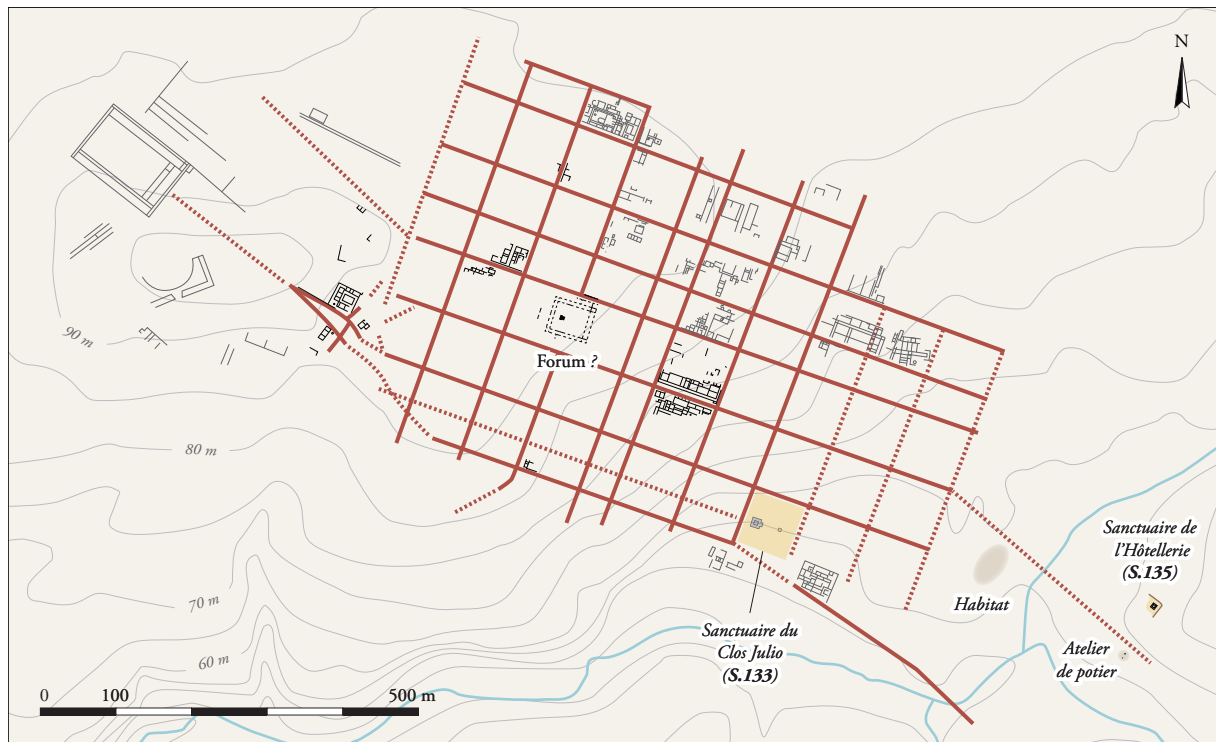 N
90 m
Forum ?
80 m
Sanctuaire de
l'Hôtellerie
(S.135)
70 m
Habitat
Sanctuaire du
Clos Julio
(S.133)
Atelier
de potier
60 m
0 100 500 m